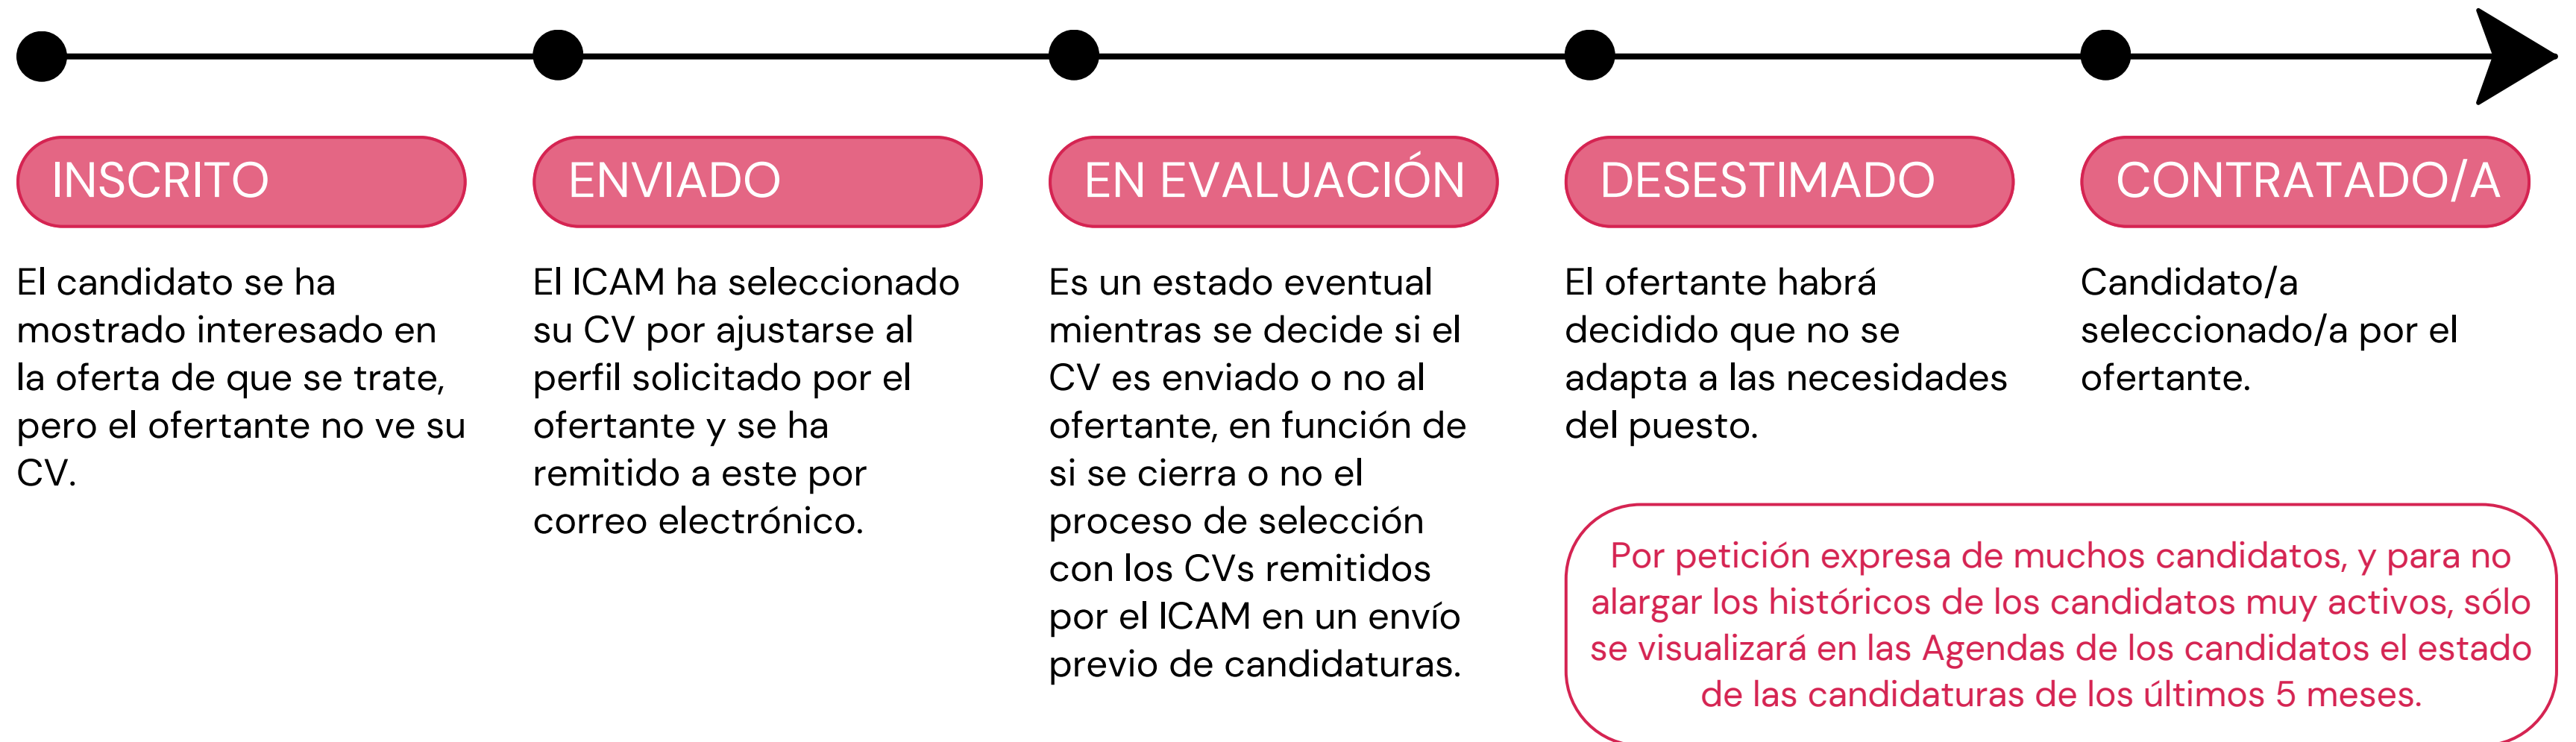 INSCRITO
El candidato se ha
mostrado interesado en
la oferta de que se trate,
pero el ofertante no ve su
CV.
ENVIADO
El ICAM ha seleccionado
su CV por ajustarse al
perfil solicitado por el
ofertante y se ha
remitido a este por
correo electrónico.
EN EVALUACIÓN
Es un estado eventual
mientras se decide si el
CV es enviado o no al
ofertante, en función de
si se cierra o no el
proceso de selección
con los CVs remitidos
por el ICAM en un envío
previo de candidaturas.
DESESTIMADO
El ofertante habrá
decidido que no se
adapta a las necesidades
del puesto.
CONTRATADO/A
Candidato/a
seleccionado/a por el
ofertante.
Por petición expresa de muchos candidatos, y para no
alargar los históricos de los candidatos muy activos, sólo
se visualizará en las Agendas de los candidatos el estado
de las candidaturas de los últimos 5 meses.